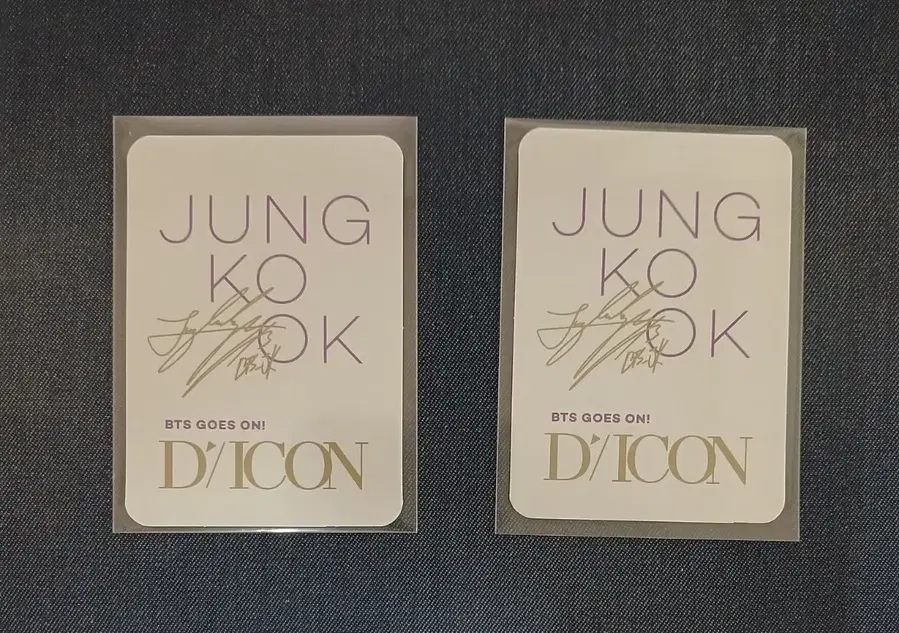 JUNG
KO
OK
BTS GOES ON!
D'/ICON
JUNG
KO
OK
BTS GOES ON!
D'/ICON